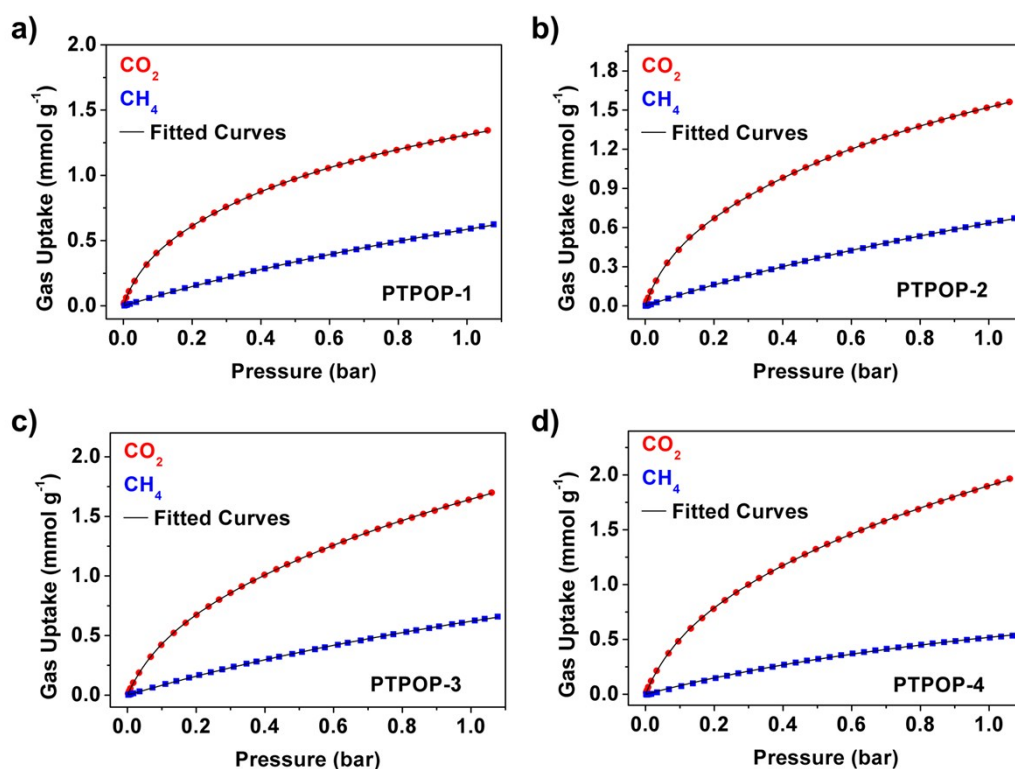 a)
Gas Uptake (mmol g⁻¹)
2.0
1.5
1.0
0.5
0.0
CO₂
CH₄
— Fitted Curves
PTPOP-1
0.0 0.2 0.4 0.6 0.8 1.0
Pressure (bar)
b)
Gas Uptake (mmol g⁻¹)
1.8
1.5
1.2
0.9
0.6
0.3
0.0
CO₂
CH₄
— Fitted Curves
PTPOP-2
0.0 0.2 0.4 0.6 0.8 1.0
Pressure (bar)
c)
Gas Uptake (mmol g⁻¹)
2.0
1.5
1.0
0.5
0.0
CO₂
CH₄
— Fitted Curves
PTPOP-3
0.0 0.2 0.4 0.6 0.8 1.0
Pressure (bar)
d)
Gas Uptake (mmol g⁻¹)
2.0
1.5
1.0
0.5
0.0
CO₂
CH₄
— Fitted Curves
PTPOP-4
0.0 0.2 0.4 0.6 0.8 1.0
Pressure (bar)